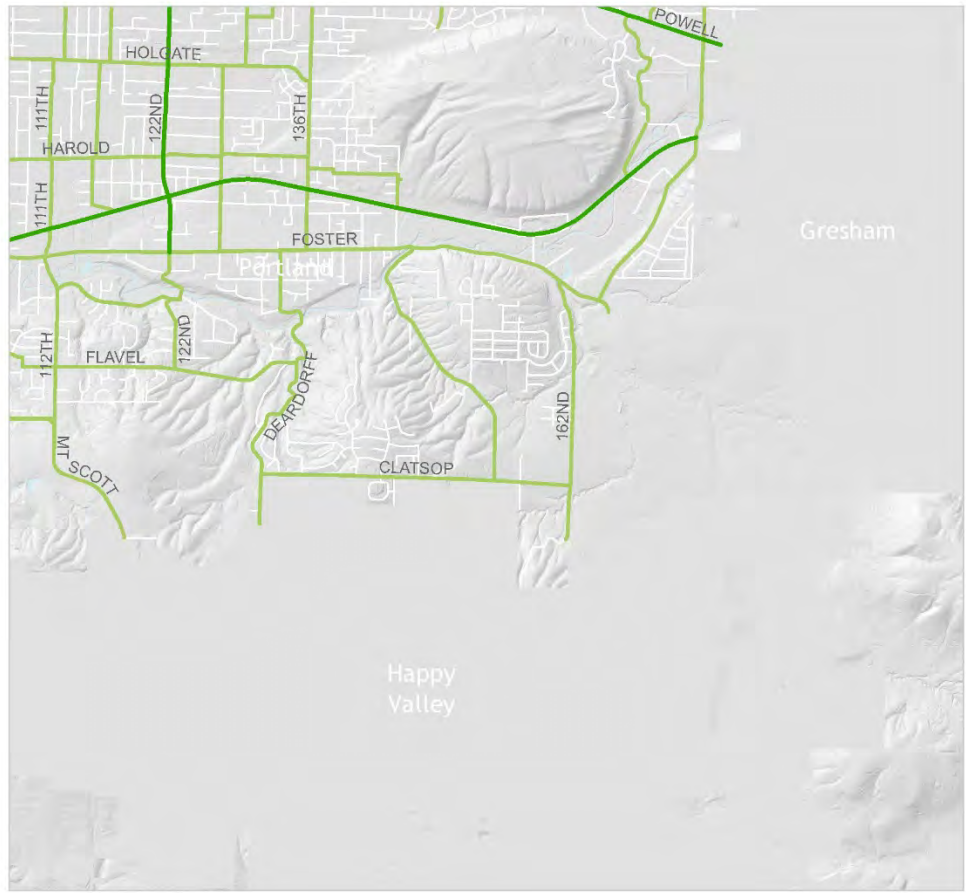 POWELL
HOLGATE
111TH
122ND
136TH
HAROLD
111TH
Gresham
FOSTER
Portland
112TH
122ND
FLAVEL
DEARDORFF
162ND
MT
SCOTT
CLATSOP
Happy
Valley